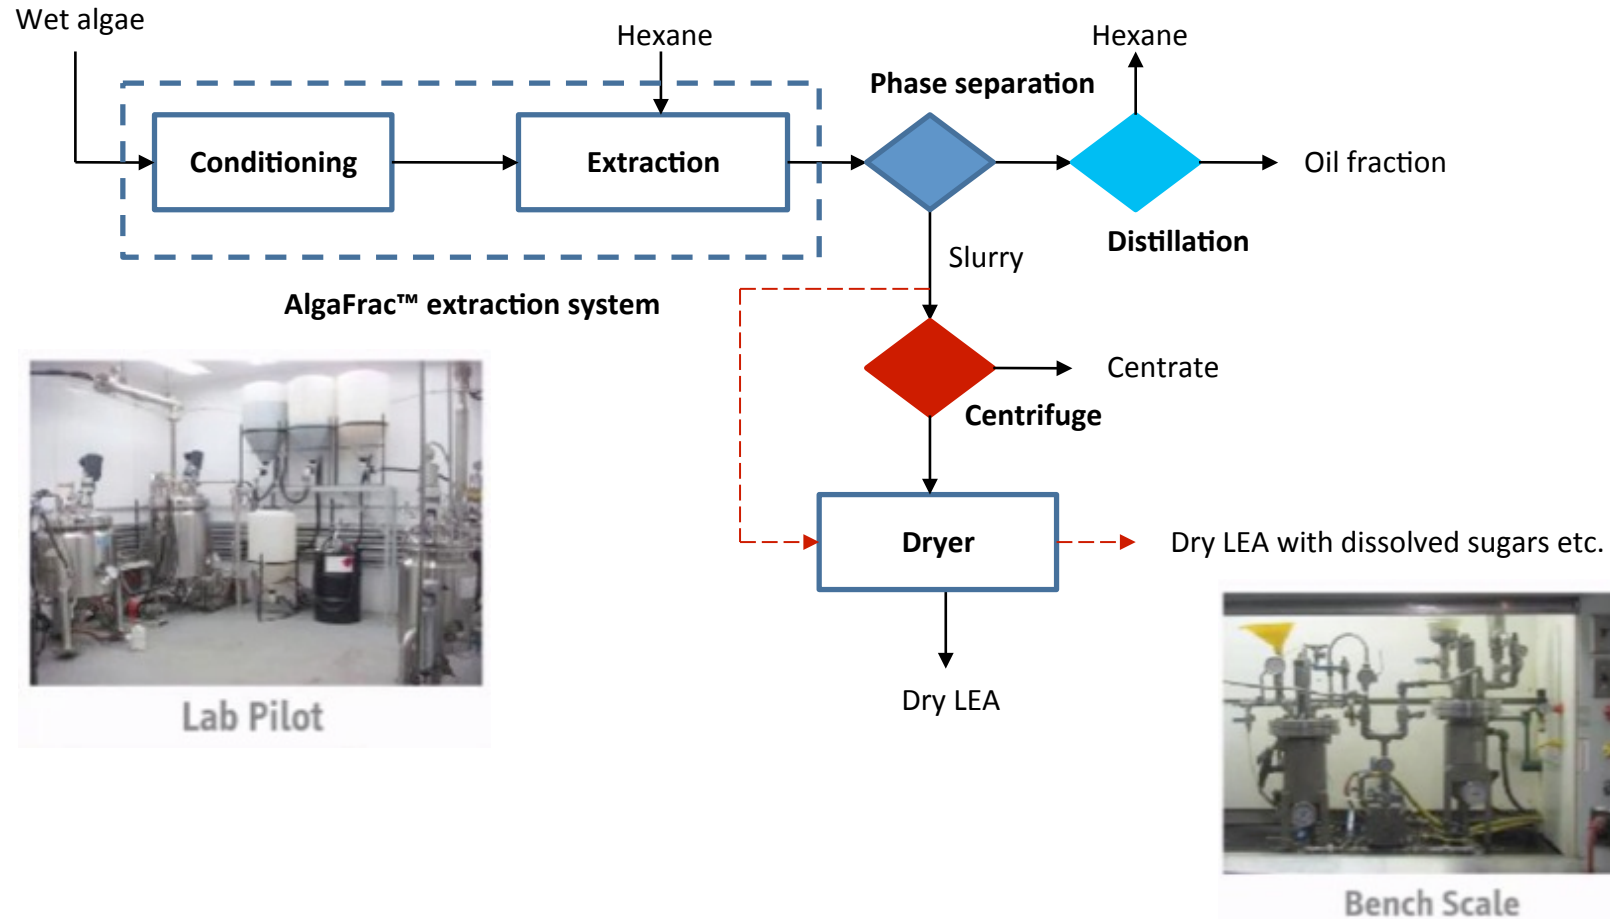 Wet algae
Hexane
Hexane
Phase separation
Conditioning
Extraction
Oil fraction
Distillation
Slurry
AlgaFrac™ extraction system
Centrate
Centrifuge
Dryer
Dry LEA with dissolved sugars etc.
Dry LEA
Lab Pilot
Bench Scale